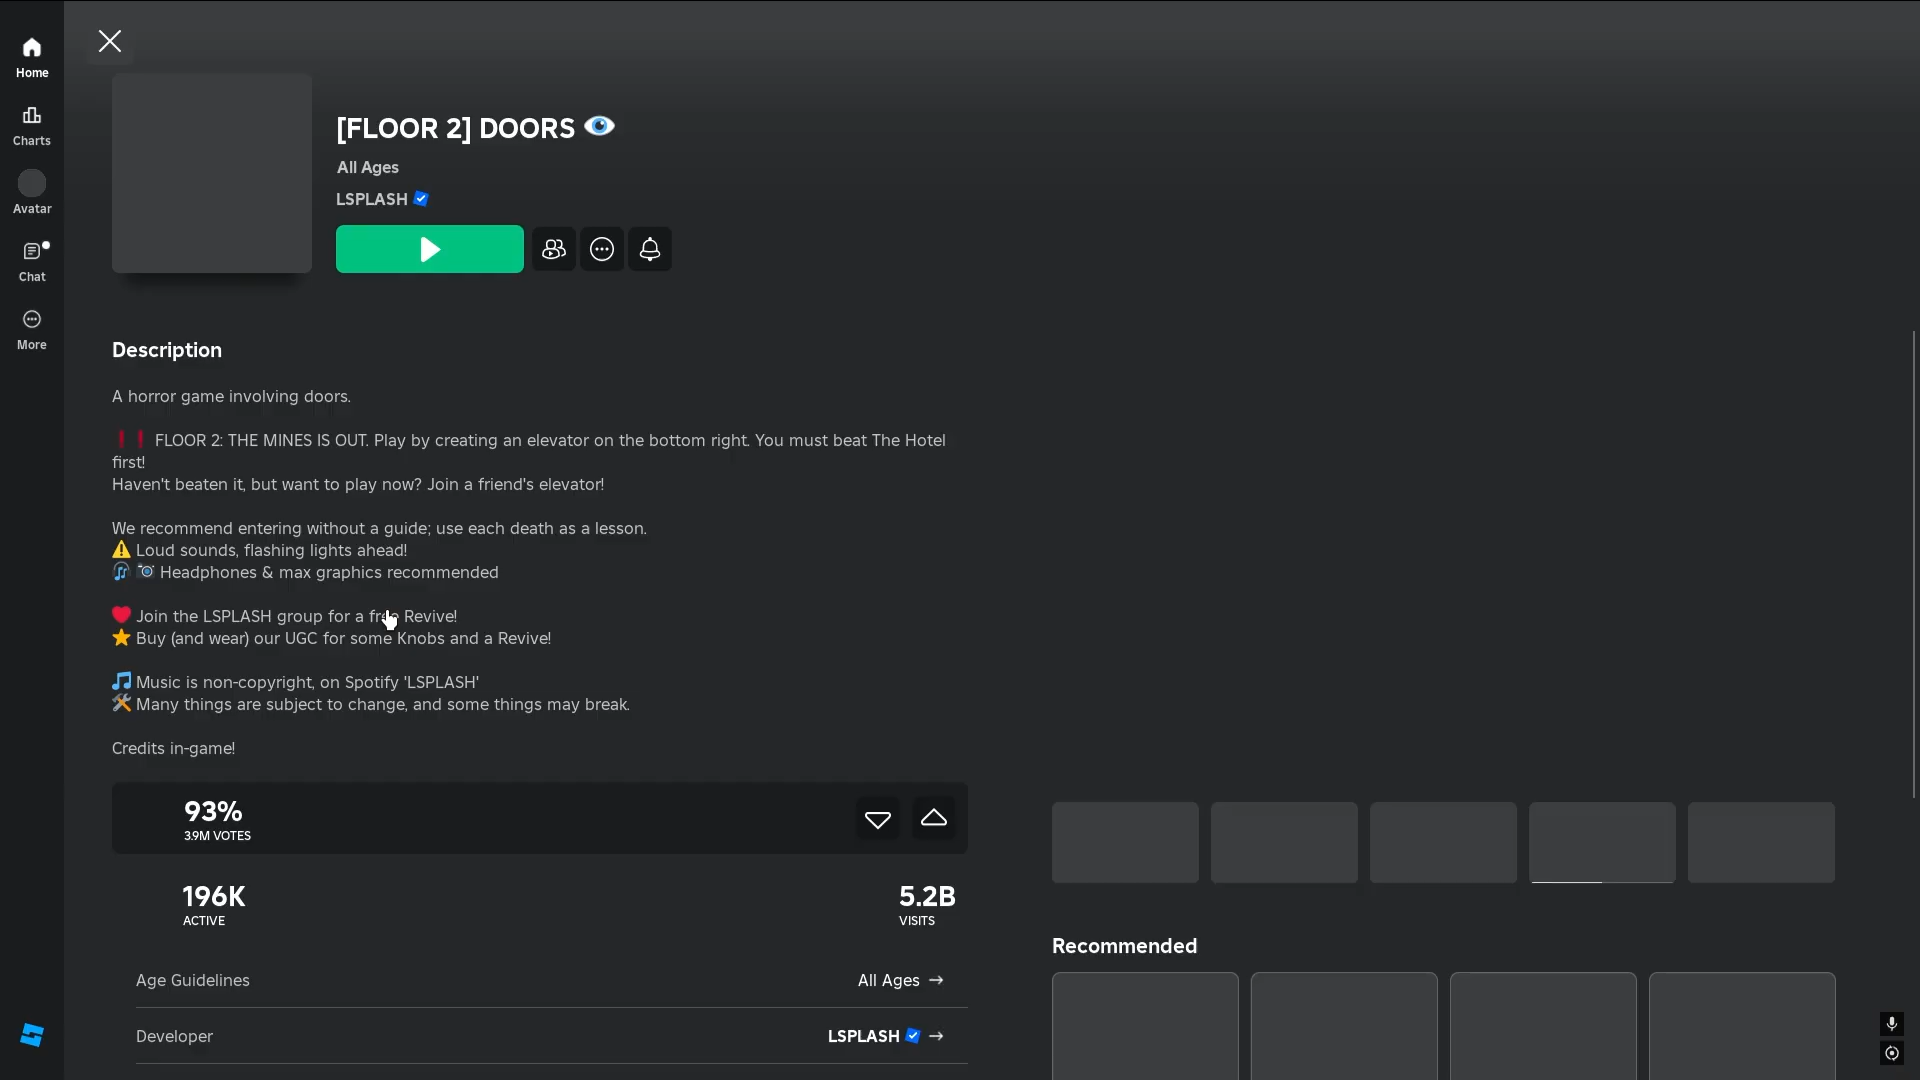 Home
Charts
Avatar
Chat
More
[FLOOR 2] DOORS 👁️
All Ages
LSPLASH
Description
A horror game involving doors.
❗❗ FLOOR 2: THE MINES IS OUT. Play by creating an elevator on the bottom right. You must beat The Hotel
first!
Haven't beaten it, but want to play now? Join a friend's elevator!
We recommend entering without a guide; use each death as a lesson.
⚠️ Loud sounds, flashing lights ahead!
🎧 📷 Headphones & max graphics recommended
❤️ Join the LSPLASH group for a free Revive!
⭐ Buy (and wear) our UGC for some Knobs and a Revive!
🎵 Music is non-copyright, on Spotify 'LSPLASH'
🛠️ Many things are subject to change, and some things may break.
Credits in-game!
93%
3.9M VOTES
196K
ACTIVE
5.2B
VISITS
Age Guidelines
All Ages →
Developer
LSPLASH →
Recommended